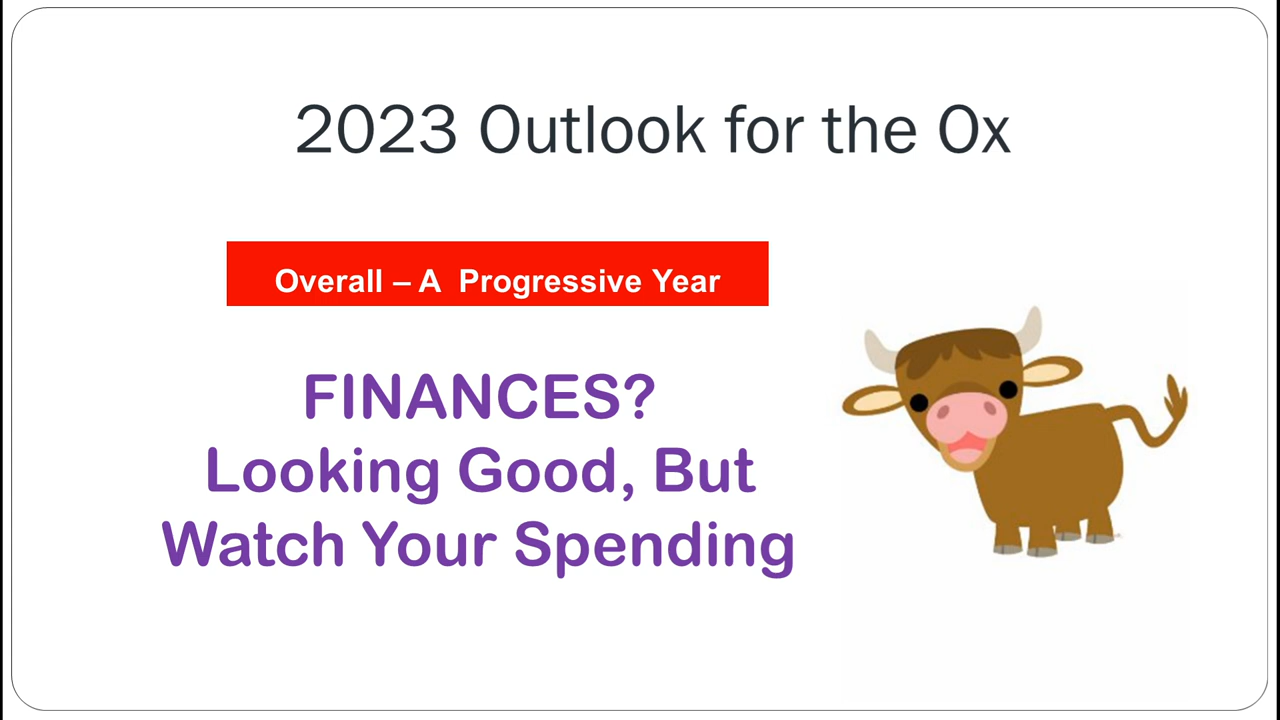 2023 Outlook for the Ox
Overall – A  Progressive Year
FINANCES?
Looking Good, But
Watch Your Spending